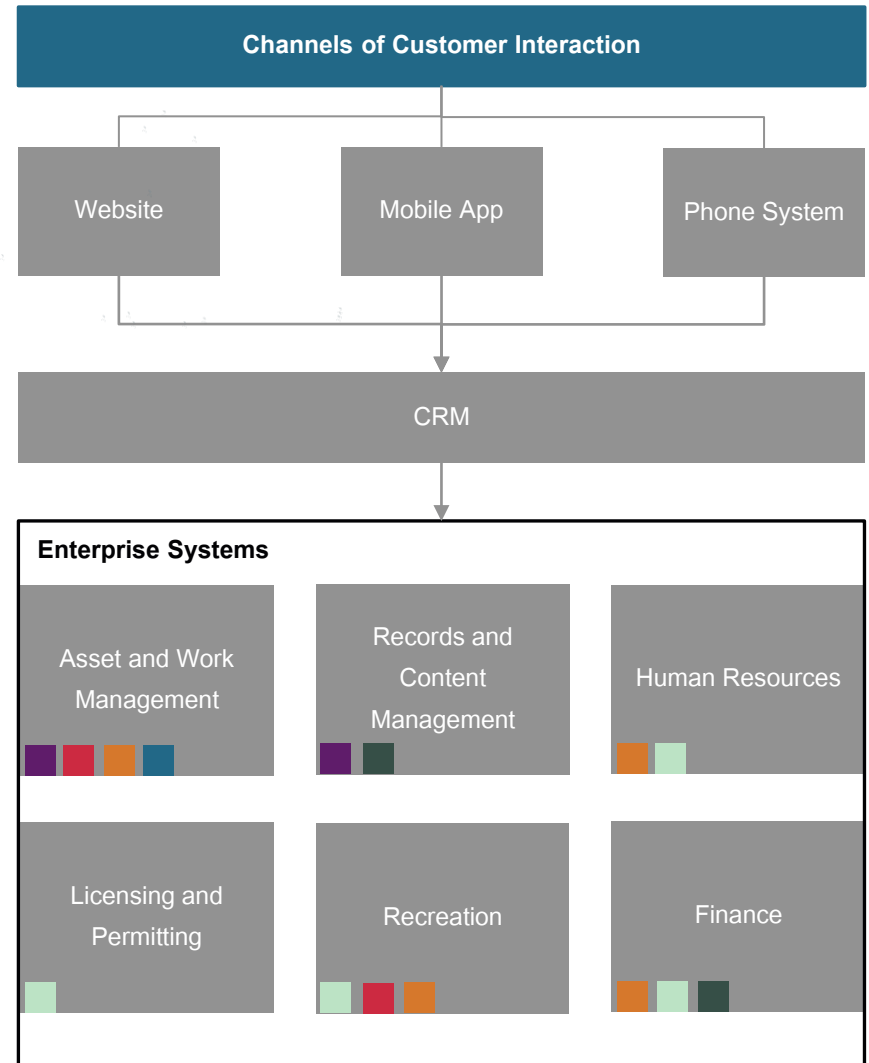 Channels of Customer Interaction
Website
Mobile App
Phone System
CRM
Enterprise Systems
Asset and Work
Management
Records and
Content
Management
Human Resources
Licensing and
Permitting
Recreation
Finance